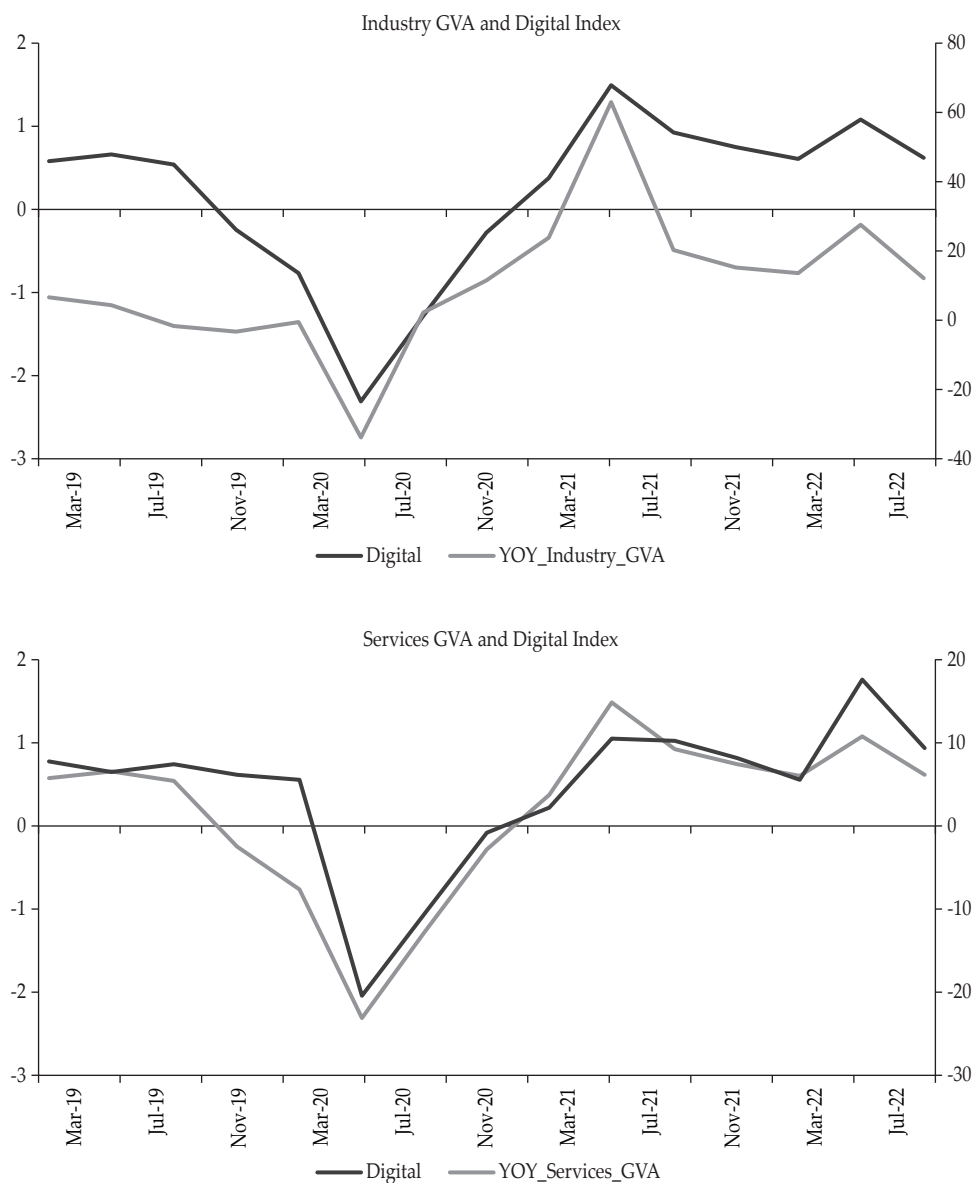 Industry GVA and Digital Index
2 80
1 60
0 40
-1 20
-2 0
-3 -20
-40
Mar-19 Jul-19 Nov-19 Mar-20 Jul-20 Nov-20 Mar-21 Jul-21 Nov-21 Mar-22 Jul-22
Digital YOY_Industry_GVA
Services GVA and Digital Index
2 20
1 10
0 0
-1 -10
-2 -20
-3 -30
Mar-19 Jul-19 Nov-19 Mar-20 Jul-20 Nov-20 Mar-21 Jul-21 Nov-21 Mar-22 Jul-22
Digital YOY_Services_GVA